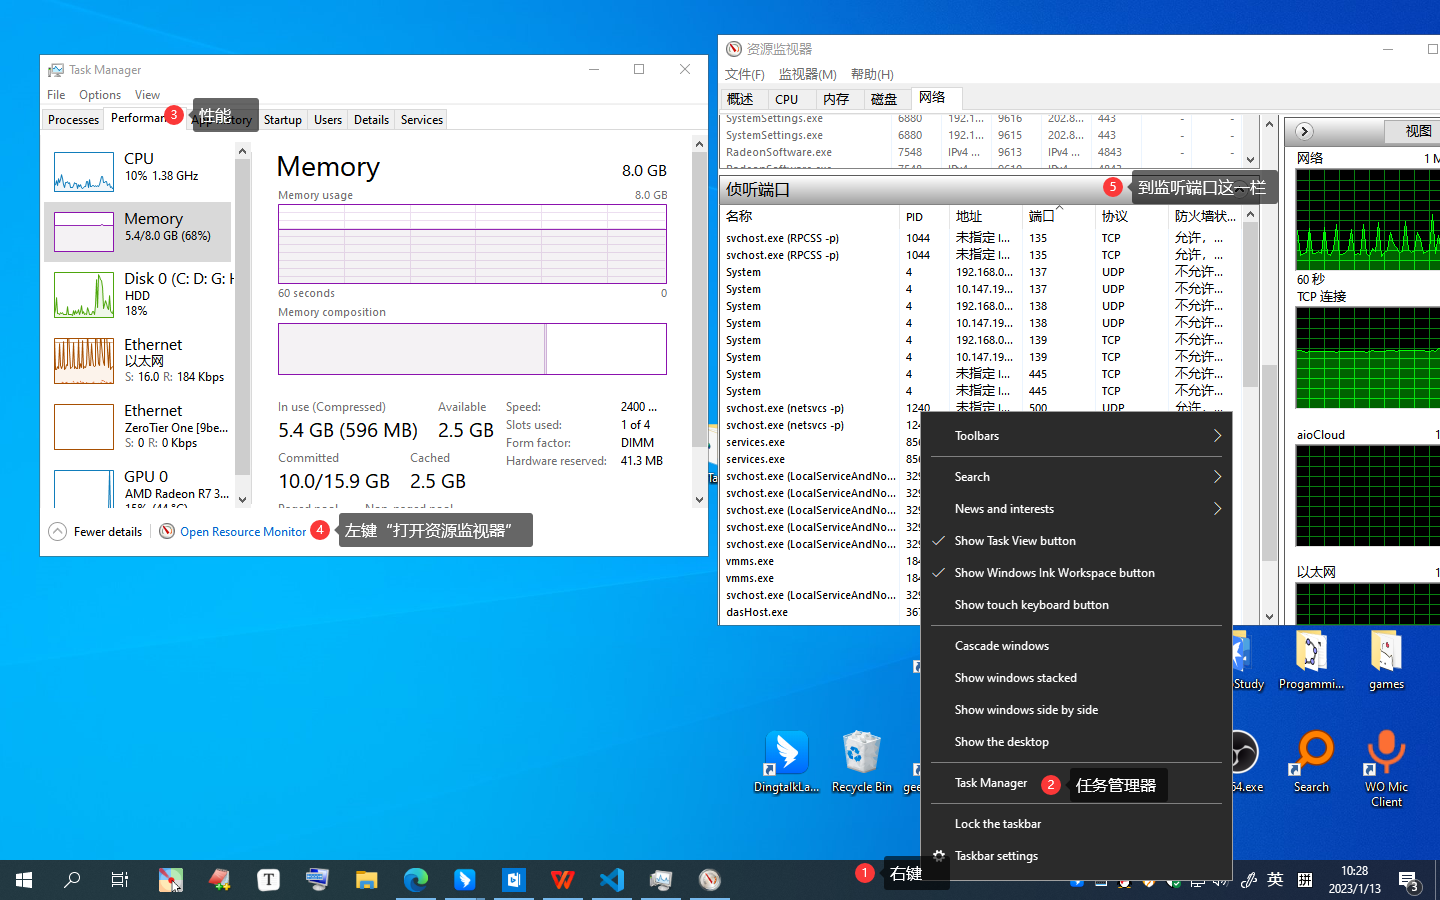 Task Manager
File Options View
Processes Performan 3 性能 Startup Users Details Services
CPU
10% 1.38 GHz
Memory
5.4/8.0 GB (68%)
Disk 0 (C: D: G: H
HDD
18%
Ethernet
以太网
S: 16.0 R: 184 Kbps
Ethernet
ZeroTier One [9be...
S: 0 R: 0 Kbps
GPU 0
AMD Radeon R7 3...
15% (44 °C)
Memory 8.0 GB
Memory usage 8.0 GB
60 seconds 0
Memory composition
In use (Compressed) Available
5.4 GB (596 MB) 2.5 GB
Committed Cached
10.0/15.9 GB 2.5 GB
Speed: 2400 ...
Slots used: 1 of 4
Form factor: DIMM
Hardware reserved: 41.3 MB
Fewer details Open Resource Monitor 4 左键“打开资源监视器”
资源监视器
文件(F) 监视器(M) 帮助(H)
概述 CPU 内存 磁盘 网络
SystemSettings.exe 6880 192.1... 9616 202.8... 443 - -
SystemSettings.exe 6880 192.1... 9615 202.8... 443 - -
RadeonSoftware.exe 7548 IPv4 ... 9613 IPv4 ... 4843 - -
侦听端口 5 到监听端口这一栏
名称 PID 地址 端口 协议 防火墙状...
svchost.exe (RPCSS -p) 1044 未指定 I... 135 TCP 允许，...
svchost.exe (RPCSS -p) 1044 未指定 I... 135 TCP 允许，...
System 4 192.168.0... 137 UDP 不允许...
System 4 10.147.19... 137 UDP 不允许...
System 4 192.168.0... 138 UDP 不允许...
System 4 10.147.19... 138 UDP 不允许...
System 4 192.168.0... 139 TCP 不允许...
System 4 10.147.19... 139 TCP 不允许...
System 4 未指定 I... 445 TCP 不允许...
System 4 未指定 I... 445 TCP 不允许...
svchost.exe (netsvcs -p) 1240 未指定 I... 500 UDP 允许，...
svchost.exe (netsvcs -p) 124
services.exe 856
services.exe 856
svchost.exe (LocalServiceAndNo... 329
svchost.exe (LocalServiceAndNo... 329
svchost.exe (LocalServiceAndNo... 329
svchost.exe (LocalServiceAndNo... 329
svchost.exe (LocalServiceAndNo... 329
vmms.exe 184
vmms.exe 184
svchost.exe (LocalServiceAndNo... 329
dasHost.exe 367
视图
网络 1 M
60 秒
TCP 连接
aioCloud 1
以太网 1
Toolbars
Search
News and interests
Show Task View button
Show Windows Ink Workspace button
Show touch keyboard button
Cascade windows
Show windows stacked
Show windows side by side
Show the desktop
Task Manager 2 任务管理器
Lock the taskbar
Taskbar settings
1 右键
Study Progammi... games
DingtalkLa... Recycle Bin gee 64.exe Search WO Mic
Client
T
英 拼
10:28
2023/1/13
3